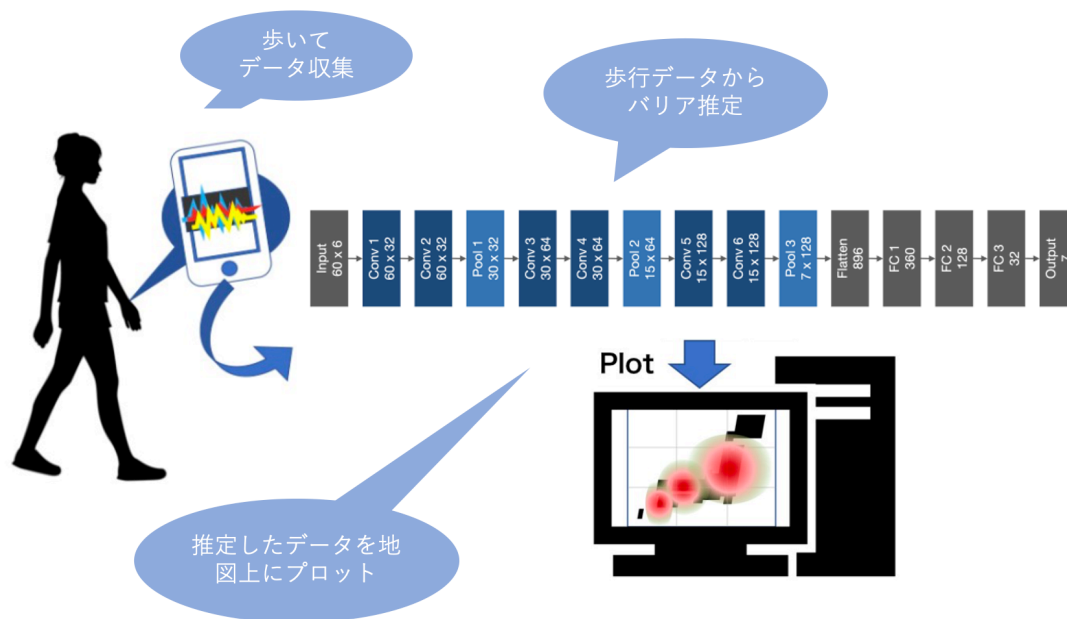 歩いて
データ収集
歩行データから
バリア推定
Input
60 x 6
Conv 1
60 x 32
Conv 2
60 x 32
Pool 1
30 x 32
Conv 3
30 x 64
Conv 4
30 x 64
Pool 2
15 x 64
Conv 5
15 x 128
Conv 6
15 x 128
Pool 3
7 x 128
Flatten
896
FC 1
360
FC 2
128
FC 3
32
Output
7
Plot
推定したデータを地
図上にプロット